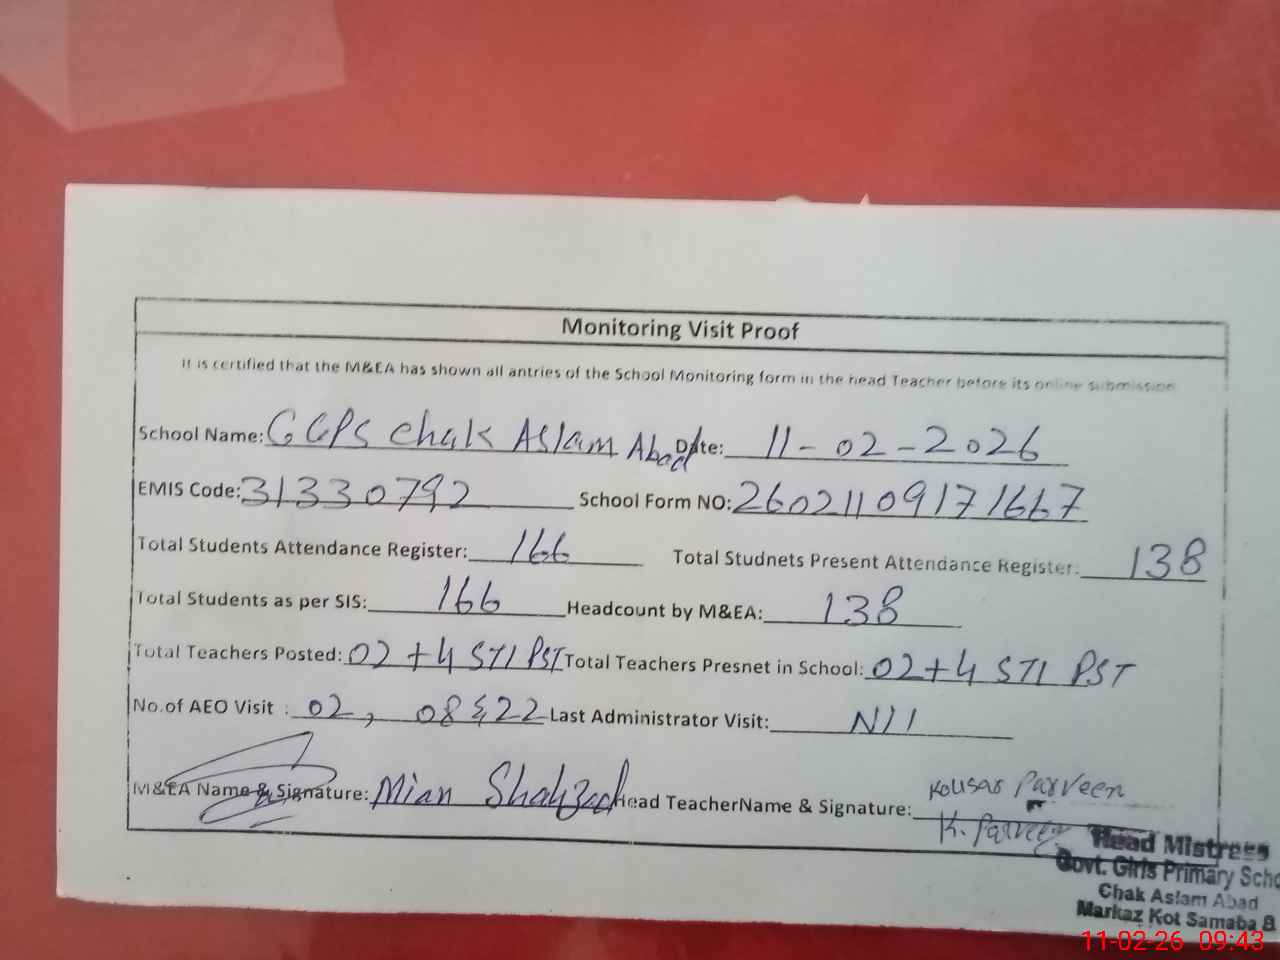 Monitoring Visit Proof
It is certified that the M&EA has shown all antries of the School Monitoring form in the head Teacher before its online submission
School Name: GGPS Chak Aslam Abad Date: 11-02-2026
EMIS Code: 31330792 School Form NO: 26021109171667
Total Students Attendance Register: 166 Total Studnets Present Attendance Register: 138
Total Students as per SIS: 166 Headcount by M&EA: 138
Total Teachers Posted: 02+4 STI PST Total Teachers Presnet in School: 02+4 STI PST
No.of AEO Visit : 02, 08 & 22 Last Administrator Visit: Nil
M&EA Name & Signature: Mian Shahzad Head TeacherName & Signature: Kousar Parveen
K. Parveen
Head Mistress
Govt. Girls Primary Scho
Chak Aslam Abad
Markaz Kot Samaba
11-02-26 09:43